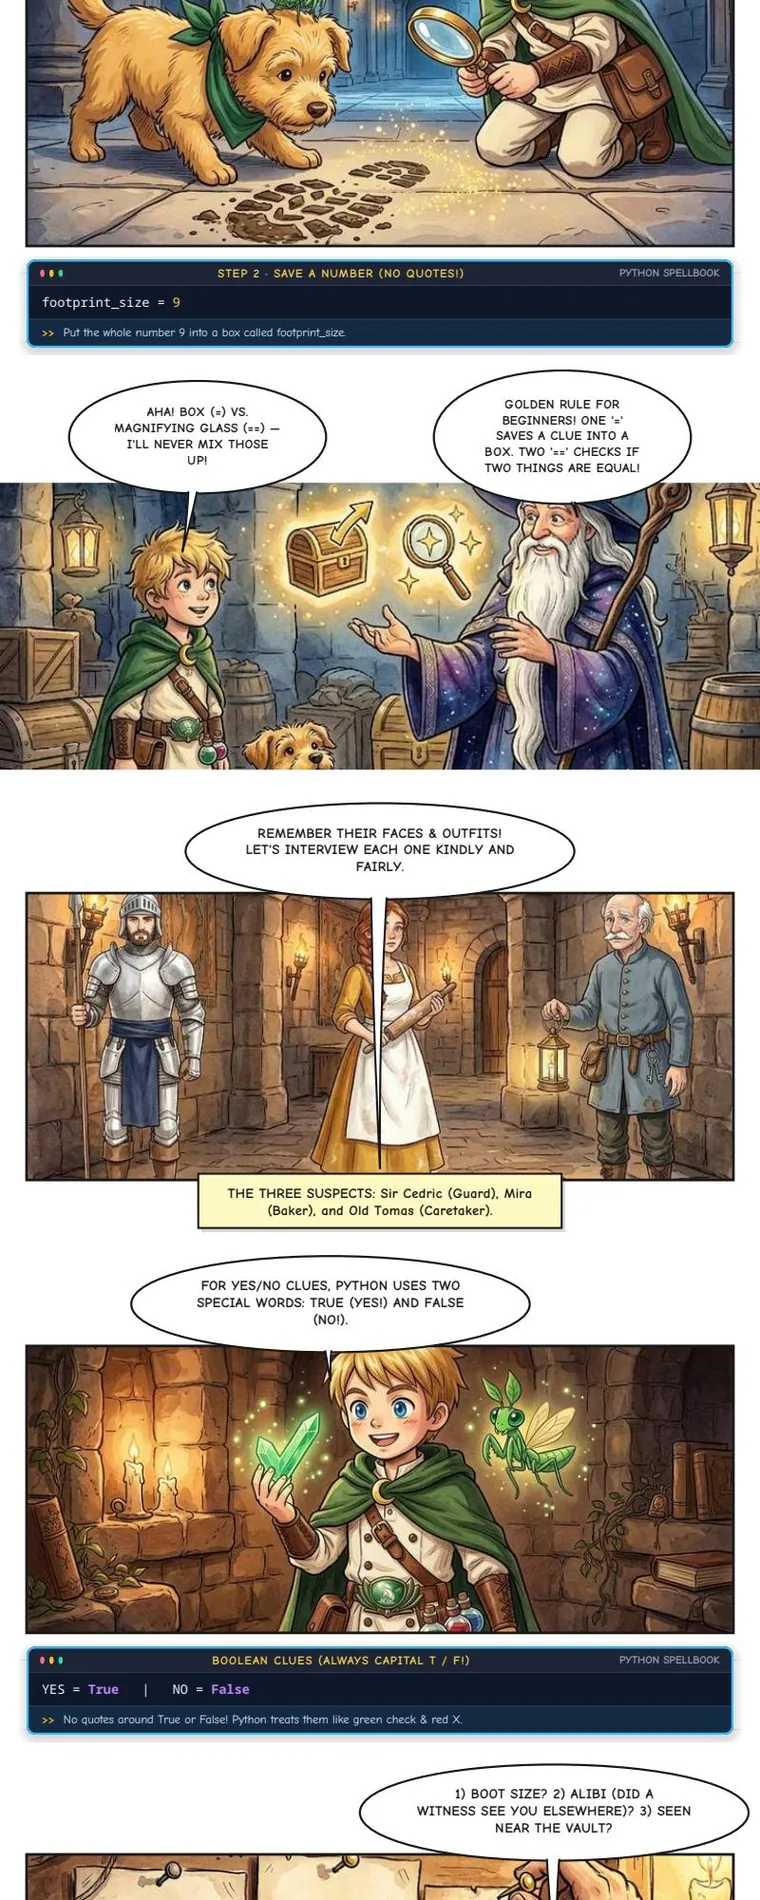 STEP 2 · SAVE A NUMBER (NO QUOTES!)
PYTHON SPELLBOOK
footprint_size = 9
>> Put the whole number 9 into a box called footprint_size.
AHA! BOX (=) VS.
MAGNIFYING GLASS (==) —
I'LL NEVER MIX THOSE
UP!
GOLDEN RULE FOR
BEGINNERS! ONE '='
SAVES A CLUE INTO A
BOX. TWO '==' CHECKS IF
TWO THINGS ARE EQUAL!
REMEMBER THEIR FACES & OUTFITS!
LET'S INTERVIEW EACH ONE KINDLY AND
FAIRLY.
THE THREE SUSPECTS: Sir Cedric (Guard), Mira
(Baker), and Old Tomas (Caretaker).
FOR YES/NO CLUES, PYTHON USES TWO
SPECIAL WORDS: TRUE (YES!) AND FALSE
(NO!).
BOOLEAN CLUES (ALWAYS CAPITAL T / F!)
PYTHON SPELLBOOK
YES = True | NO = False
>> No quotes around True or False! Python treats them like green check & red X.
1) BOOT SIZE? 2) ALIBI (DID A
WITNESS SEE YOU ELSEWHERE)? 3) SEEN
NEAR THE VAULT?